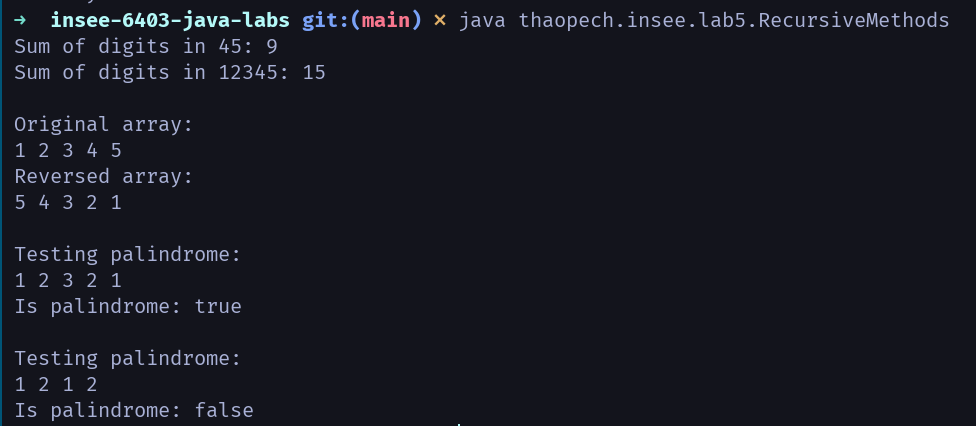 → insee-6403-java-labs git:(main) × java thaopech.insee.lab5.RecursiveMethods
Sum of digits in 45: 9
Sum of digits in 12345: 15
Original array:
1 2 3 4 5
Reversed array:
5 4 3 2 1
Testing palindrome:
1 2 3 2 1
Is palindrome: true
Testing palindrome:
1 2 1 2
Is palindrome: false